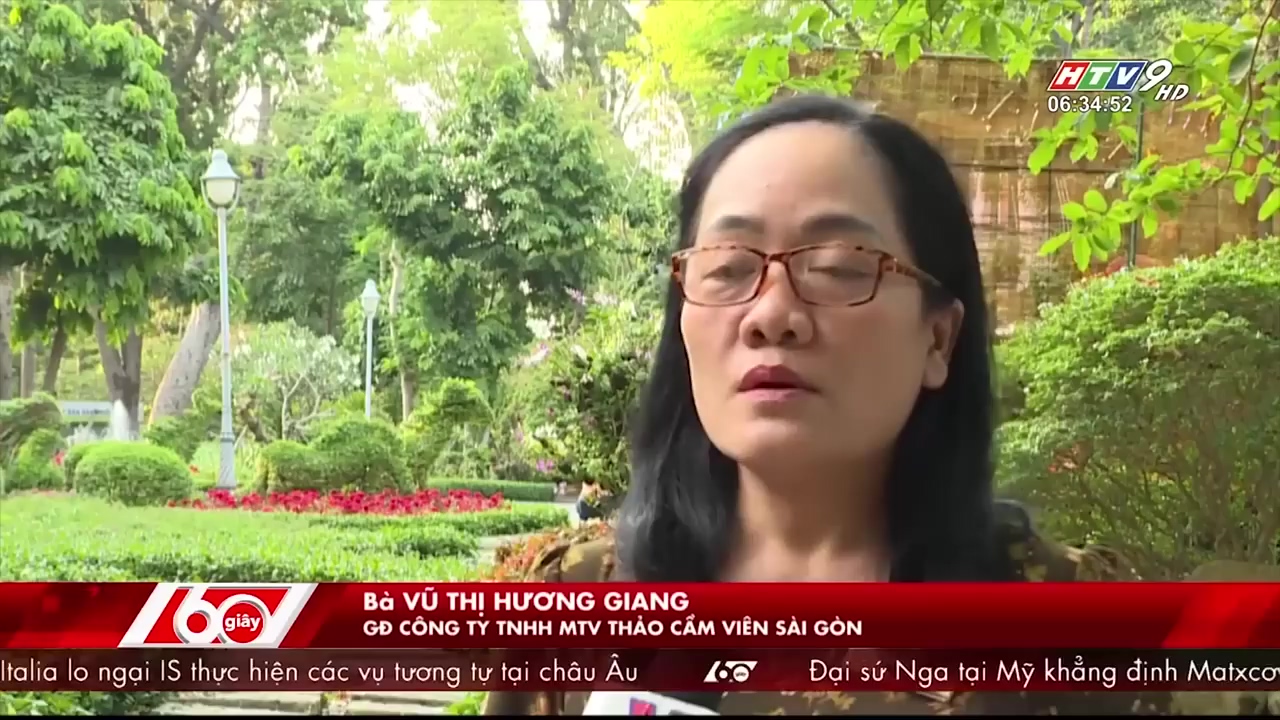 HTV9 HD
06:34:52
60 giây
Bà VŨ THỊ HƯƠNG GIANG
GĐ CÔNG TY TNHH MTV THẢO CẦM VIÊN SÀI GÒN
Italia lo ngại IS thực hiện các vụ tương tự tại châu Âu 60 giây Đại sứ Nga tại Mỹ khẳng định